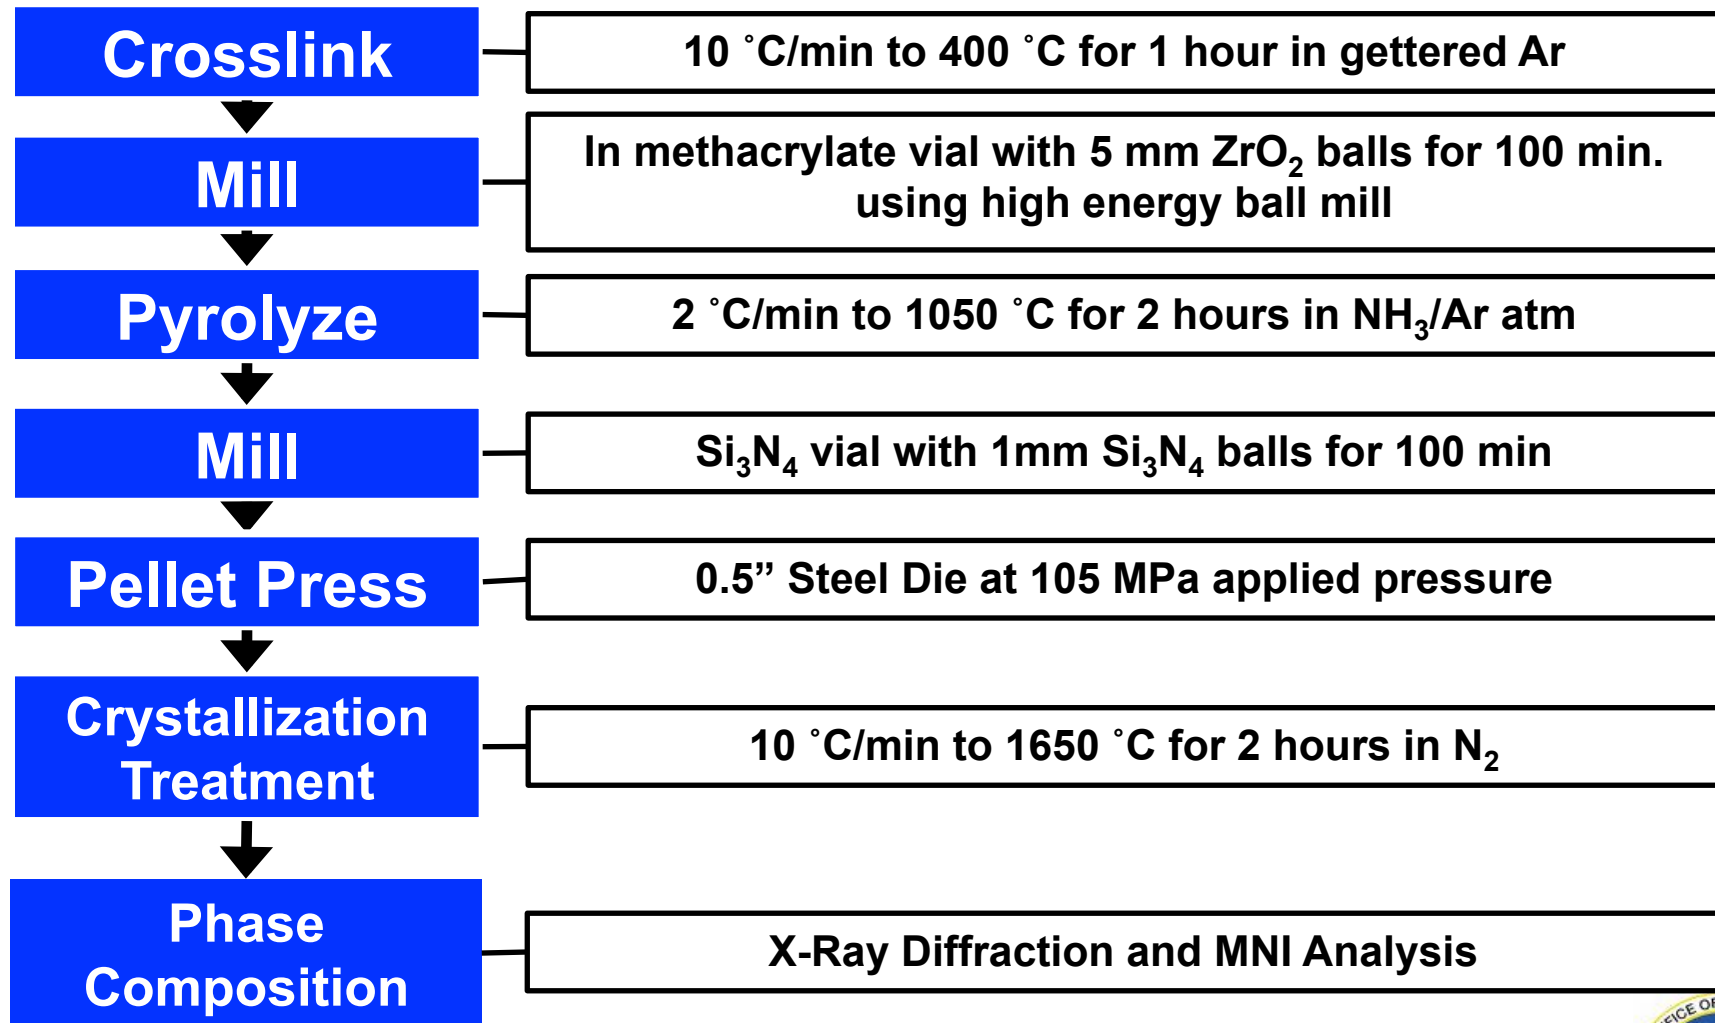 Crosslink
10 ˚C/min to 400 ˚C for 1 hour in gettered Ar
Mill
In methacrylate vial with 5 mm ZrO₂ balls for 100 min.
using high energy ball mill
Pyrolyze
2 ˚C/min to 1050 ˚C for 2 hours in NH₃/Ar atm
Mill
Si₃N₄ vial with 1mm Si₃N₄ balls for 100 min
Pellet Press
0.5” Steel Die at 105 MPa applied pressure
Crystallization
Treatment
10 ˚C/min to 1650 ˚C for 2 hours in N₂
Phase
Composition
X-Ray Diffraction and MNI Analysis